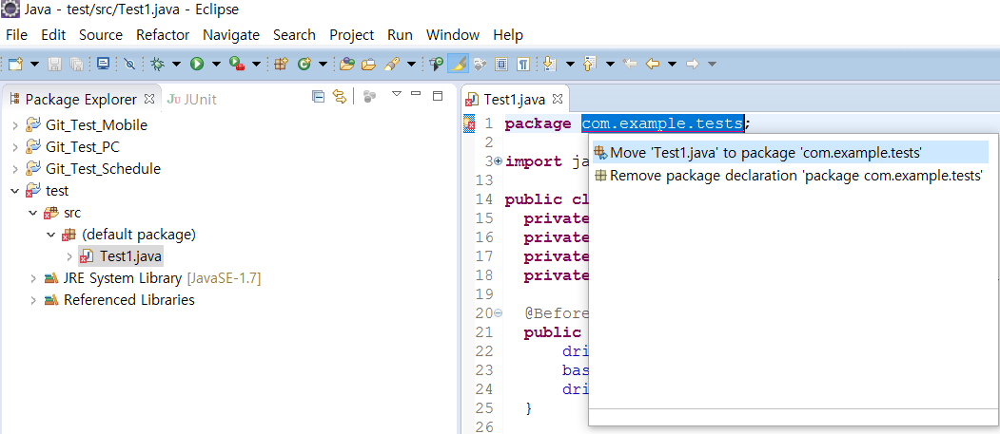 Java - test/src/Test1.java - Eclipse
File Edit Source Refactor Navigate Search Project Run Window Help
Package Explorer JUnit
Git_Test_Mobile
Git_Test_PC
Git_Test_Schedule
test
src
(default package)
Test1.java
JRE System Library [JavaSE-1.7]
Referenced Libraries
Test1.java
1 package com.example.tests;
2
3 import ja
13
14 public cl
15 private
16 private
17 private
18 private
19
20 @Before
21 public
22 dri
23 bas
24 dri
25 }
26
Move 'Test1.java' to package 'com.example.tests'
Remove package declaration 'package com.example.tests'